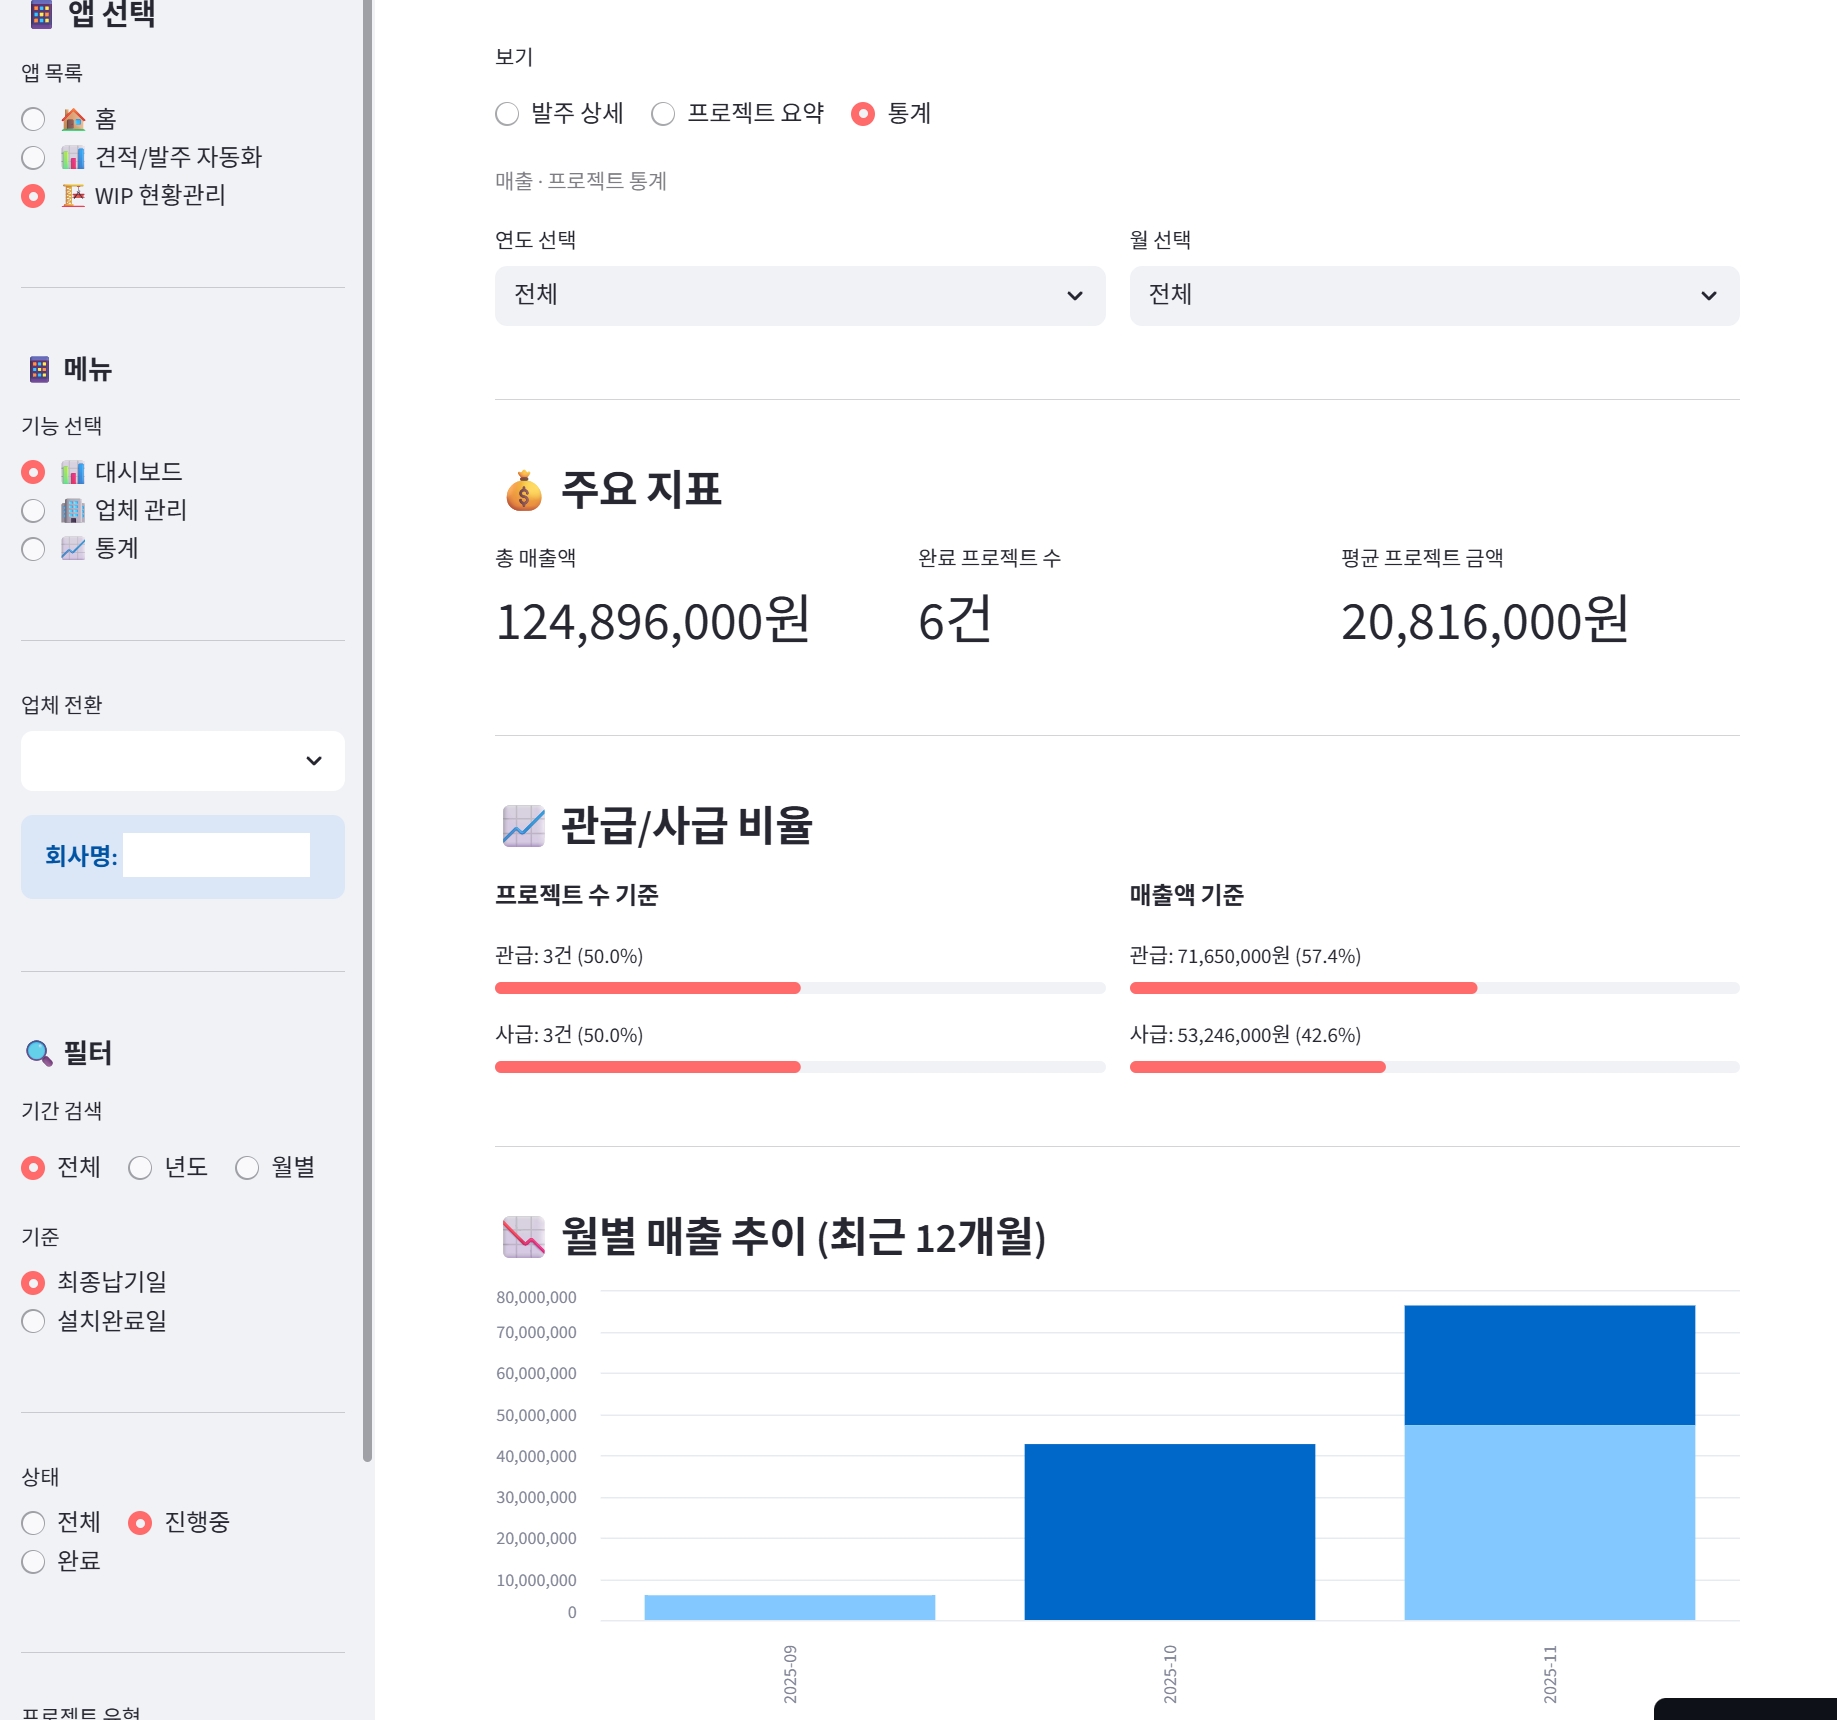 앱 선택
앱 목록
홈
견적/발주 자동화
WIP 현황관리
메뉴
기능 선택
대시보드
업체 관리
통계
업체 전환
회사명:
필터
기간 검색
전체 년도 월별
기준
최종납기일
설치완료일
상태
전체 진행중
완료
프로젝트 유형
보기
발주 상세 프로젝트 요약 통계
매출 · 프로젝트 통계
연도 선택 월 선택
전체 전체
주요 지표
총 매출액 완료 프로젝트 수 평균 프로젝트 금액
124,896,000원 6건 20,816,000원
관급/사급 비율
프로젝트 수 기준 매출액 기준
관급: 3건 (50.0%) 관급: 71,650,000원 (57.4%)
사급: 3건 (50.0%) 사급: 53,246,000원 (42.6%)
월별 매출 추이 (최근 12개월)
80,000,000
70,000,000
60,000,000
50,000,000
40,000,000
30,000,000
20,000,000
10,000,000
0
2025-09 2025-10 2025-11